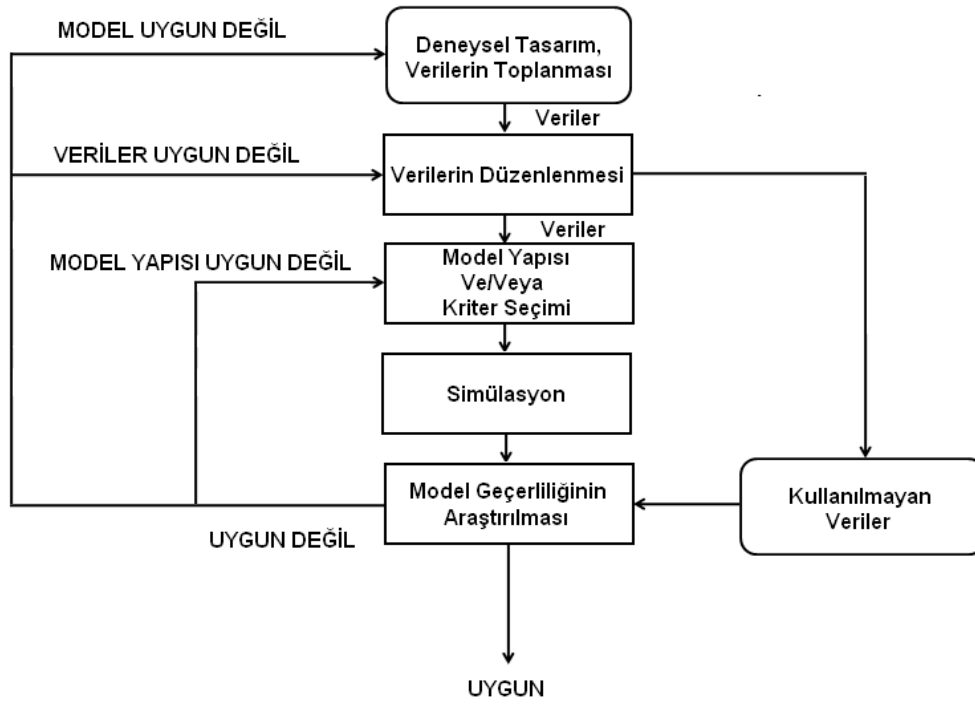 MODEL UYGUN DEĞİL
Deneysel Tasarım,
Verilerin Toplanması
Veriler
VERİLER UYGUN DEĞİL
Verilerin Düzenlenmesi
Veriler
MODEL YAPISI UYGUN DEĞİL
Model Yapısı
Ve/Veya
Kriter Seçimi
Simülasyon
Model Geçerliliğinin
Araştırılması
Kullanılmayan
Veriler
UYGUN DEĞİL
UYGUN